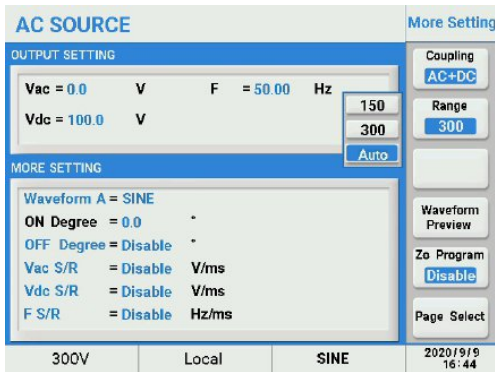 AC SOURCE
More Setting
OUTPUT SETTING
Vac = 0.0 V F = 50.00 Hz
Vdc = 100.0 V
150
300
Auto
MORE SETTING
Waveform A = SINE
ON Degree = 0.0 °
OFF Degree = Disable °
Vac S/R = Disable V/ms
Vdc S/R = Disable V/ms
F S/R = Disable Hz/ms
Coupling
AC+DC
Range
300
Waveform
Preview
Zo Program
Disable
Page Select
300V Local SINE
2020/9/9
16:44